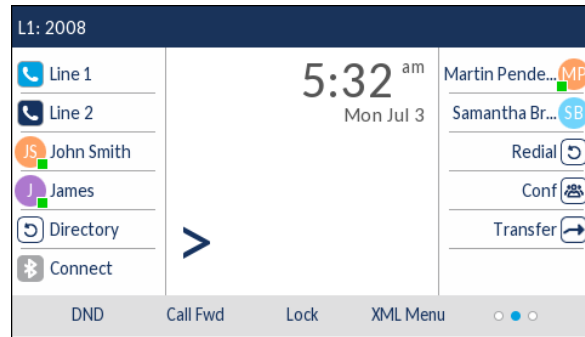 L1: 2008
Line 1
Line 2
JS John Smith
J James
Directory
Connect
>
5:32 am
Mon Jul 3
Martin Pende... MP
Samantha Br... SB
Redial
Conf
Transfer
DND Call Fwd Lock XML Menu